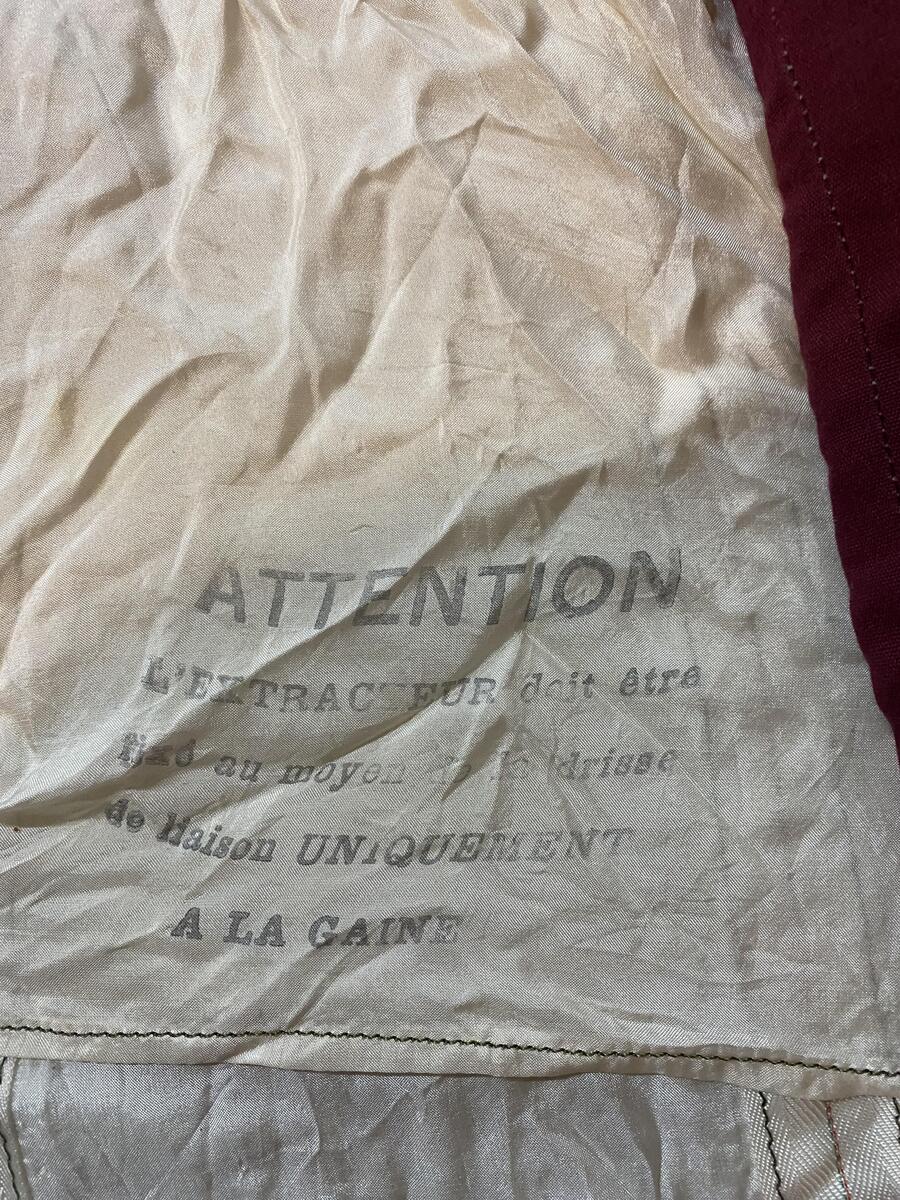 ATTENTION
L'EXTRACTEUR doit être
fixé au moyen de la drisse
de liaison UNIQUEMENT
A LA GAINE